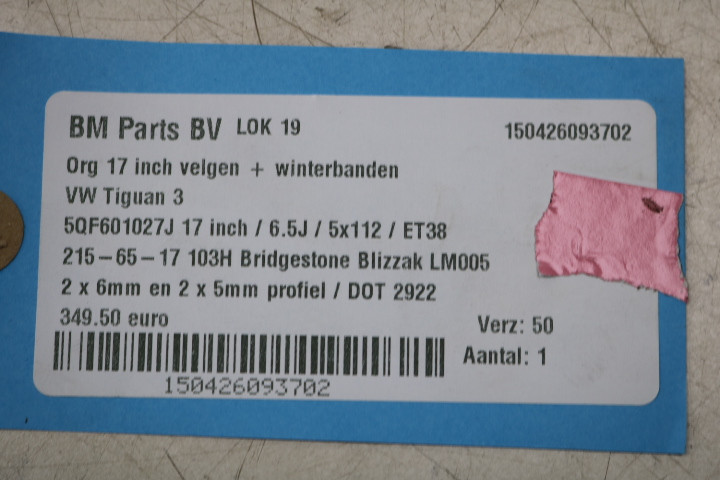 BM Parts BV LOK 19 150426093702
Org 17 inch velgen + winterbanden
VW Tiguan 3
5QF601027J 17 inch / 6.5J / 5x112 / ET38
215-65-17 103H Bridgestone Blizzak LM005
2 x 6mm en 2 x 5mm profiel / DOT 2922
349.50 euro Verz: 50
Aantal: 1
150426093702